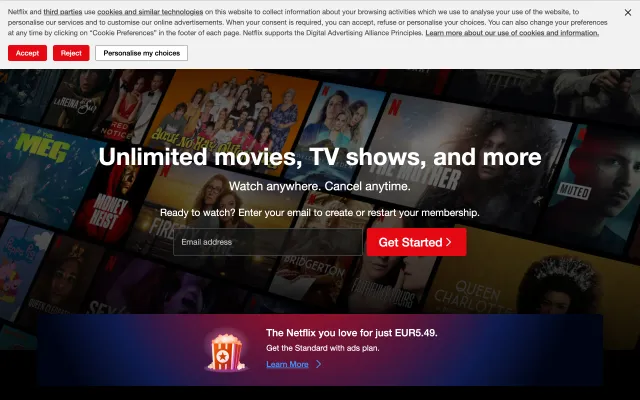 Netflix and third parties use cookies and similar technologies on this website to collect information about your browsing activities which we use to analyse your use of the website, to
personalise our services and to customise our online advertisements. When your consent is required, you can accept, refuse or personalise your choices. You can also change your preferences
at any time by clicking on "Cookie Preferences" in the footer of each page. Netflix supports the Digital Advertising Alliance Principles. Learn more about our use of cookies and information.
Accept
Reject
Personalise my choices
LA REINA
RED NOTICE
THE MEG
MONEY HEIST
THE MOTHER
MUTED
Unlimited movies, TV shows, and more
Watch anywhere. Cancel anytime.
Ready to watch? Enter your email to create or restart your membership.
Email address
Get Started
BRIDGERTON
QUEEN CHARLOTTE
The Netflix you love for just EUR5.49.
Get the Standard with ads plan.
Learn More